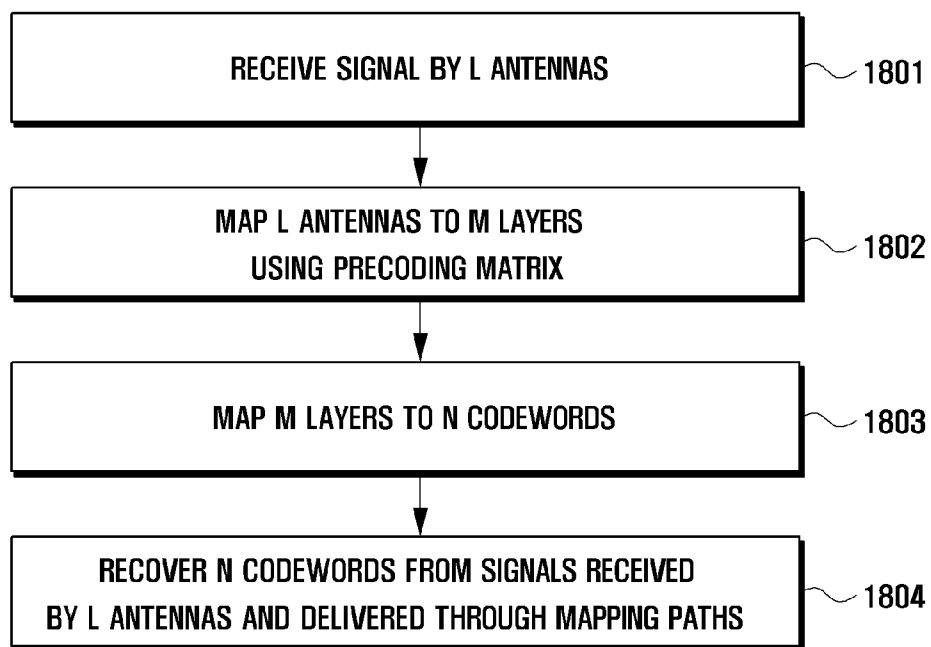 RECEIVE SIGNAL BY L ANTENNAS
1801
MAP L ANTENNAS TO M LAYERS
USING PRECODING MATRIX
1802
MAP M LAYERS TO N CODEWORDS
1803
RECOVER N CODEWORDS FROM SIGNALS RECEIVED
BY L ANTENNAS AND DELIVERED THROUGH MAPPING PATHS
1804